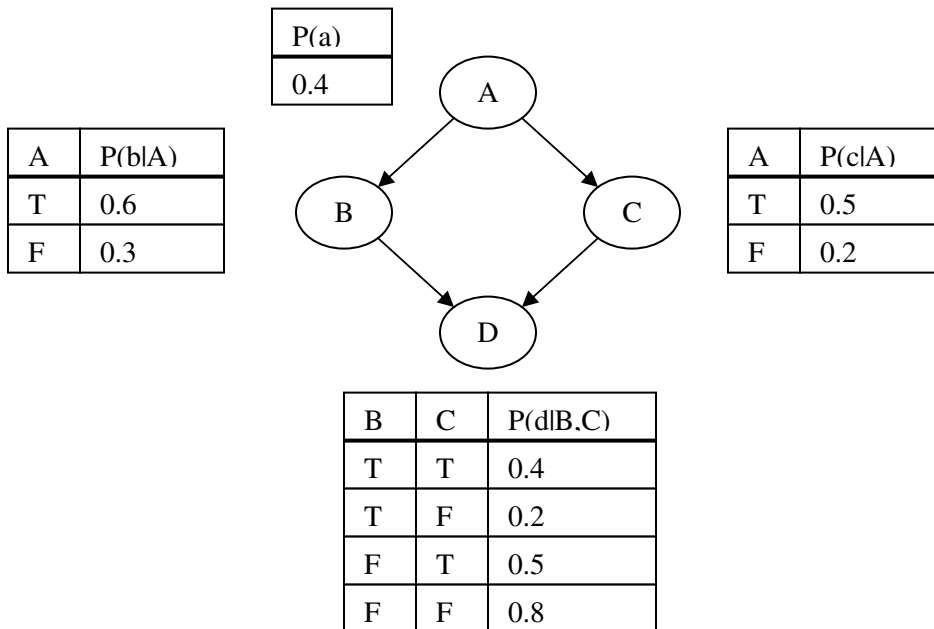 P(a)
0.4
A
A P(b|A)
T 0.6
F 0.3
B
C
A P(c|A)
T 0.5
F 0.2
D
B C P(d|B,C)
T T 0.4
T F 0.2
F T 0.5
F F 0.8